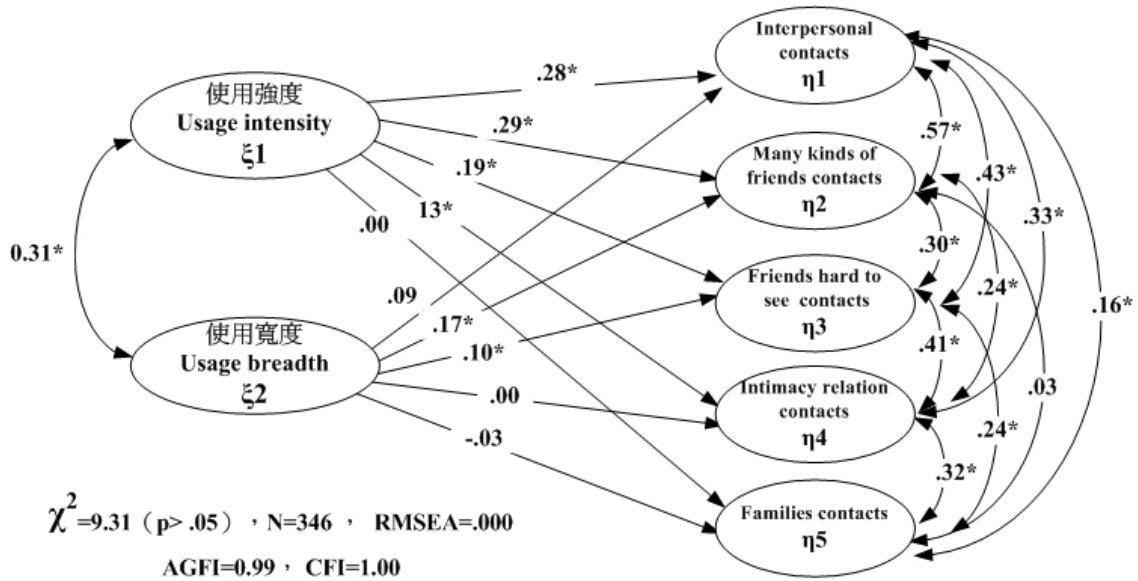 Interpersonal
contacts
η1
使用強度
Usage intensity
ξ1
.28*
.29*
.19*
13*
.00
Many kinds of
friends contacts
η2
.57*
.43*
.33*
0.31*
.30*
Friends hard to
see contacts
η3
.24*
.16*
.09
.17*
.10*
.00
-.03
使用寬度
Usage breadth
ξ2
.41*
Intimacy relation
contacts
η4
.03
.24*
.32*
Families contacts
η5
χ²=9.31（p> .05），N=346， RMSEA=.000
AGFI=0.99， CFI=1.00